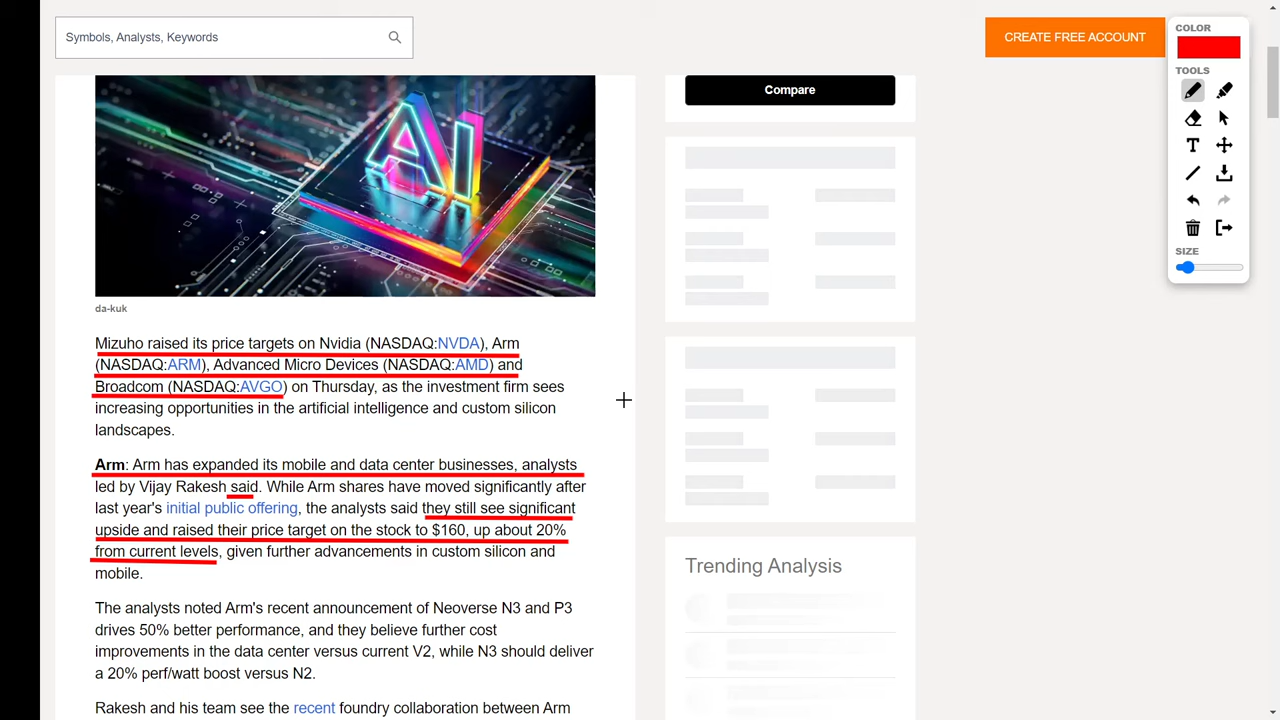 Symbols, Analysts, Keywords
CREATE FREE ACCOUNT
COLOR
TOOLS
T
SIZE
Compare
AI
da-kuk
Mizuho raised its price targets on Nvidia (NASDAQ:NVDA), Arm
(NASDAQ:ARM), Advanced Micro Devices (NASDAQ:AMD) and
Broadcom (NASDAQ:AVGO) on Thursday, as the investment firm sees
increasing opportunities in the artificial intelligence and custom silicon
landscapes.
Arm: Arm has expanded its mobile and data center businesses, analysts
led by Vijay Rakesh said. While Arm shares have moved significantly after
last year's initial public offering, the analysts said they still see significant
upside and raised their price target on the stock to $160, up about 20%
from current levels, given further advancements in custom silicon and
mobile.
The analysts noted Arm's recent announcement of Neoverse N3 and P3
drives 50% better performance, and they believe further cost
improvements in the data center versus current V2, while N3 should deliver
a 20% perf/watt boost versus N2.
Rakesh and his team see the recent foundry collaboration between Arm
Trending Analysis